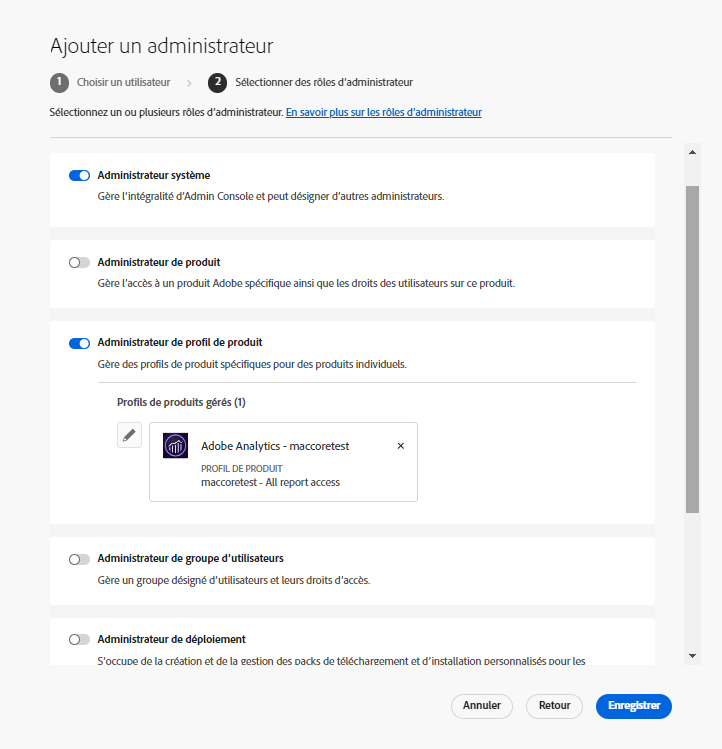 Ajouter un administrateur
1 Choisir un utilisateur > 2 Sélectionner des rôles d'administrateur
Sélectionnez un ou plusieurs rôles d'administrateur. En savoir plus sur les rôles d'administrateur
Administrateur système
Gère l'intégralité d'Admin Console et peut désigner d'autres administrateurs.
Administrateur de produit
Gère l'accès à un produit Adobe spécifique ainsi que les droits des utilisateurs sur ce produit.
Administrateur de profil de produit
Gère des profils de produit spécifiques pour des produits individuels.
Profils de produits gérés (1)
Adobe Analytics - maccoretest
PROFIL DE PRODUIT
maccoretest - All report access
Administrateur de groupe d'utilisateurs
Gère un groupe désigné d'utilisateurs et leurs droits d'accès.
Administrateur de déploiement
S'occupe de la création et de la gestion des packs de téléchargement et d'installation personnalisés pour les
Annuler Retour Enregistrer